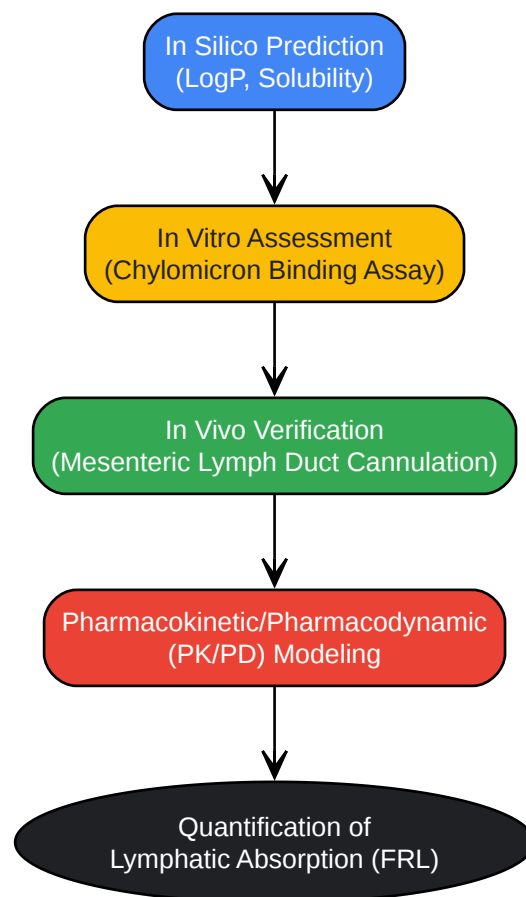 In Silico Prediction
(LogP, Solubility)
In Vitro Assessment
(Chylomicron Binding Assay)
In Vivo Verification
(Mesenteric Lymph Duct Cannulation)
Pharmacokinetic/Pharmacodynamic
(PK/PD) Modeling
Quantification of
Lymphatic Absorption (FRL)